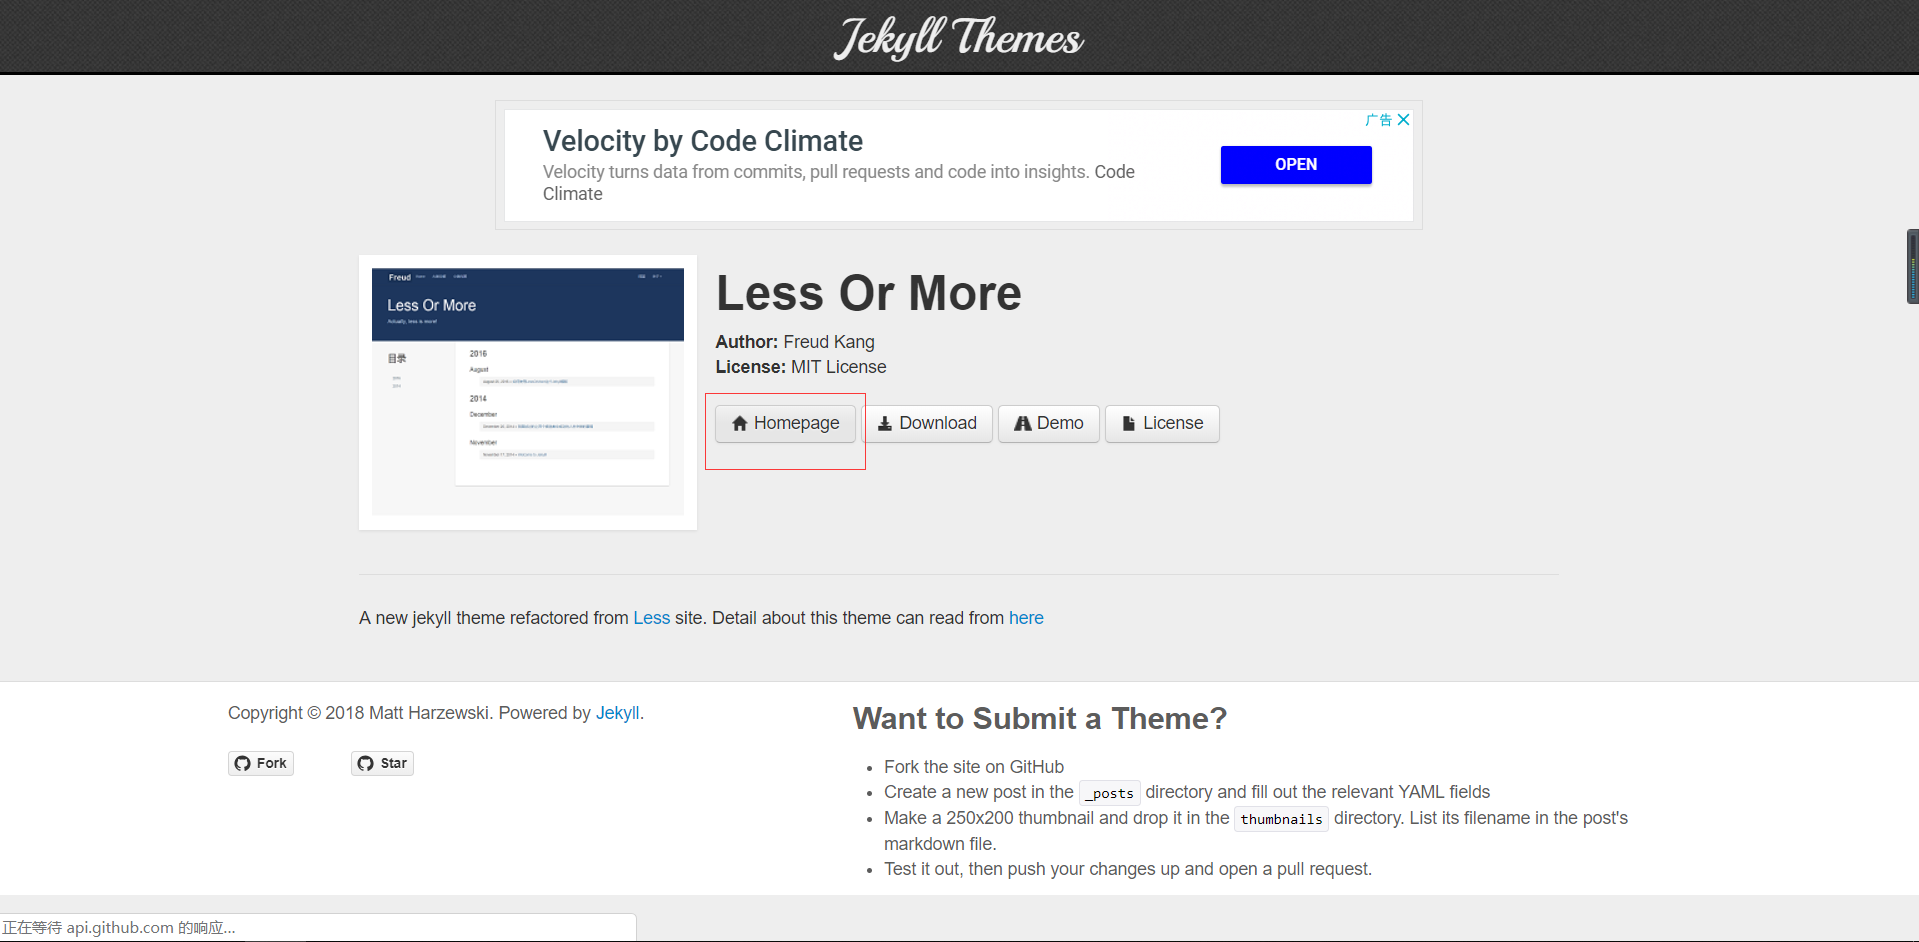 Jekyll Themes
广告
Velocity by Code Climate
Velocity turns data from commits, pull requests and code into insights. Code
Climate
OPEN
Freud
Less Or More
Actually, less is more!
目录
2016
August
2014
December
November
Less Or More
Author: Freud Kang
License: MIT License
Homepage
Download
Demo
License
A new jekyll theme refactored from Less site. Detail about this theme can read from here
Copyright © 2018 Matt Harzewski. Powered by Jekyll.
Fork
Star
Want to Submit a Theme?
Fork the site on GitHub
Create a new post in the _posts directory and fill out the relevant YAML fields
Make a 250x200 thumbnail and drop it in the thumbnails directory. List its filename in the post's
markdown file.
Test it out, then push your changes up and open a pull request.
正在等待 api.github.com 的响应...